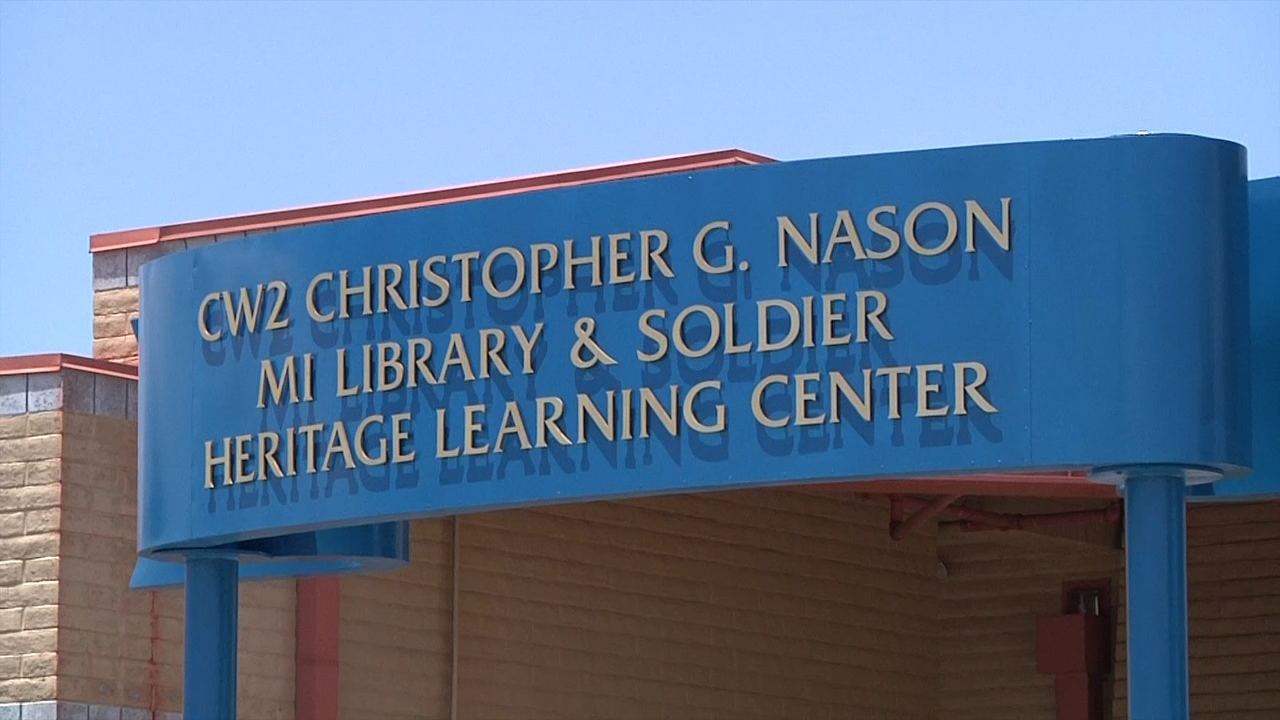 CW2 CHRISTOPHER G. NASON
MI LIBRARY & SOLDIER
HERITAGE LEARNING CENTER